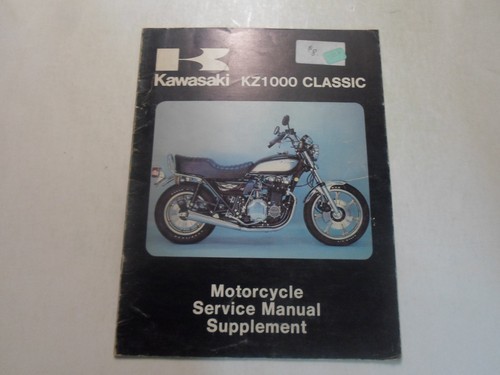 Kawasaki KZ1000 CLASSIC
Motorcycle
Service Manual
Supplement